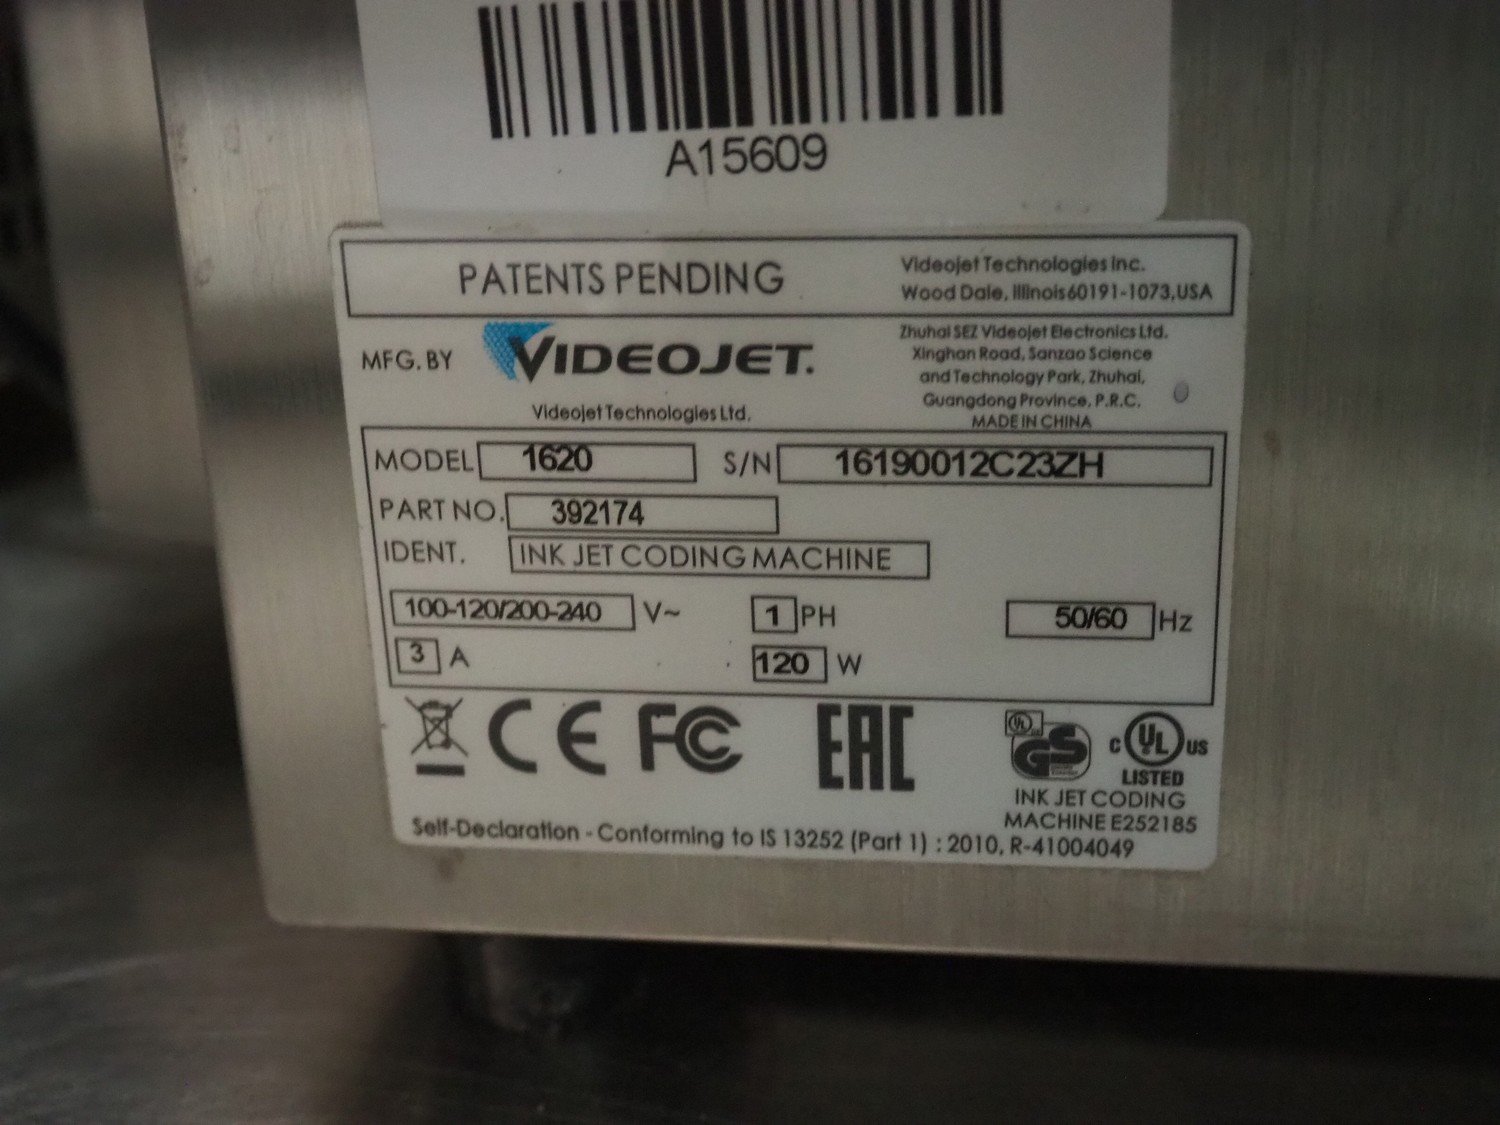 A15609
PATENTS PENDING
Videojet Technologies Inc.
Wood Dale, Illinois 60191-1073, USA
MFG. BY
VIDEOJET.
Videojet Technologies Ltd.
Zhuhai SEZ Videojet Electronics Ltd.
Xinghan Road, Sanzao Science
and Technology Park, Zhuhai,
Guangdong Province, P.R.C.
MADE IN CHINA
MODEL 1620 S/N 16190012C23ZH
PART NO. 392174
IDENT. INK JET CODING MACHINE
100-120/200-240 V~ 1 PH 50/60 Hz
3 A 120 W
CE FC EAC
UL GS
C UL US
LISTED
INK JET CODING
MACHINE E252185
Self-Declaration - Conforming to IS 13252 (Part 1) : 2010, R-41004049